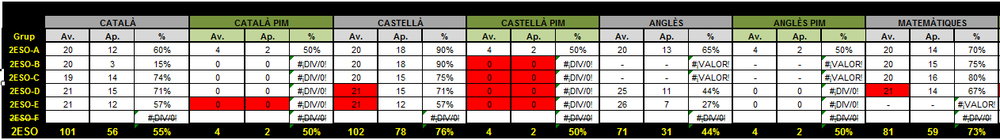 CATALÀ CATALÀ PIM CASTELLÀ CASTELLÀ PIM ANGLÈS ANGLÈS PIM MATEMÀTIQUES
Grup Av. Ap. % Av. Ap. % Av. Ap. % Av. Ap. % Av. Ap. % Av. Ap. % Av. Ap. %
2ESO-A 20 12 60% 4 2 50% 20 18 90% 4 2 50% 20 13 65% 4 2 50% 20 14 70%
2ESO-B 20 3 15% 0 0 #¡DIV/0! 20 18 90% 0 0 #¡DIV/0! - - #¡VALOR! - - #¡VALOR! 20 15 75%
2ESO-C 19 14 74% 0 0 #¡DIV/0! 20 15 75% 0 0 #¡DIV/0! - - #¡VALOR! - - #¡VALOR! 20 16 80%
2ESO-D 21 15 71% 0 0 #¡DIV/0! 21 15 71% 0 0 #¡DIV/0! 25 11 44% 0 0 #¡DIV/0! 21 14 67%
2ESO-E 21 12 57% 0 0 #¡DIV/0! 21 12 57% 0 0 #¡DIV/0! 26 7 27% 0 0 #¡DIV/0! - - #¡VALOR!
2ESO-F #¡DIV/0! #¡DIV/0! #¡DIV/0! #¡DIV/0! #¡DIV/0! #¡DIV/0! #¡DIV/0!
2ESO 101 56 55% 4 2 50% 102 78 76% 4 2 50% 71 31 44% 4 2 50% 81 59 73%